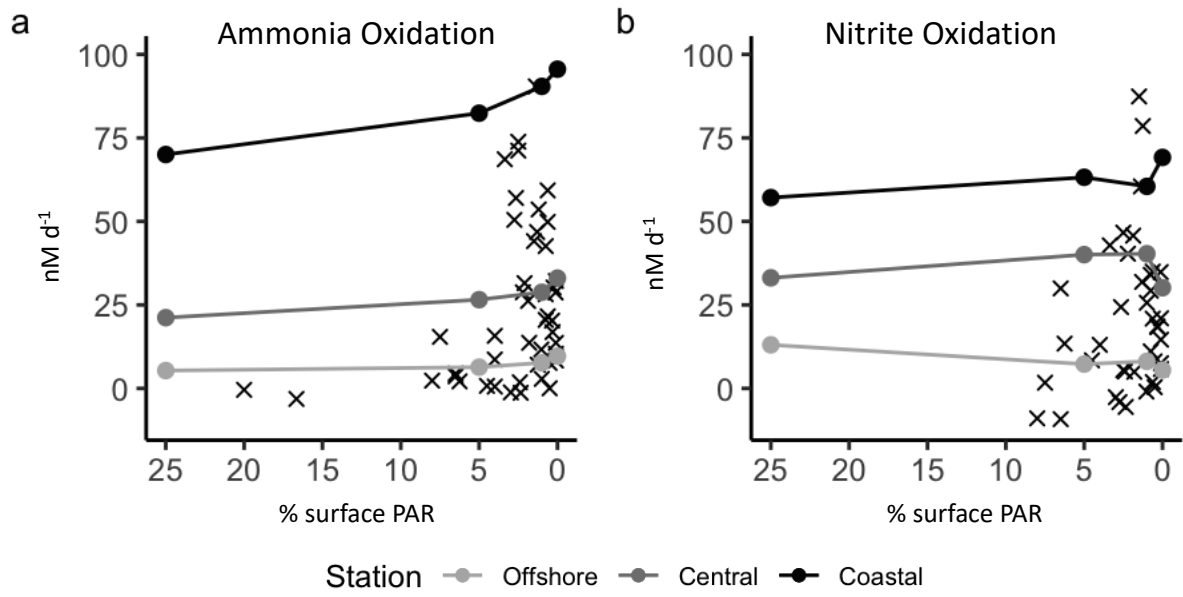 a
Ammonia Oxidation
100
75
50
25
0
nM d-1
25 20 15 10 5 0
% surface PAR
b
Nitrite Oxidation
100
75
50
25
0
nM d-1
25 20 15 10 5 0
% surface PAR
Station Offshore Central Coastal